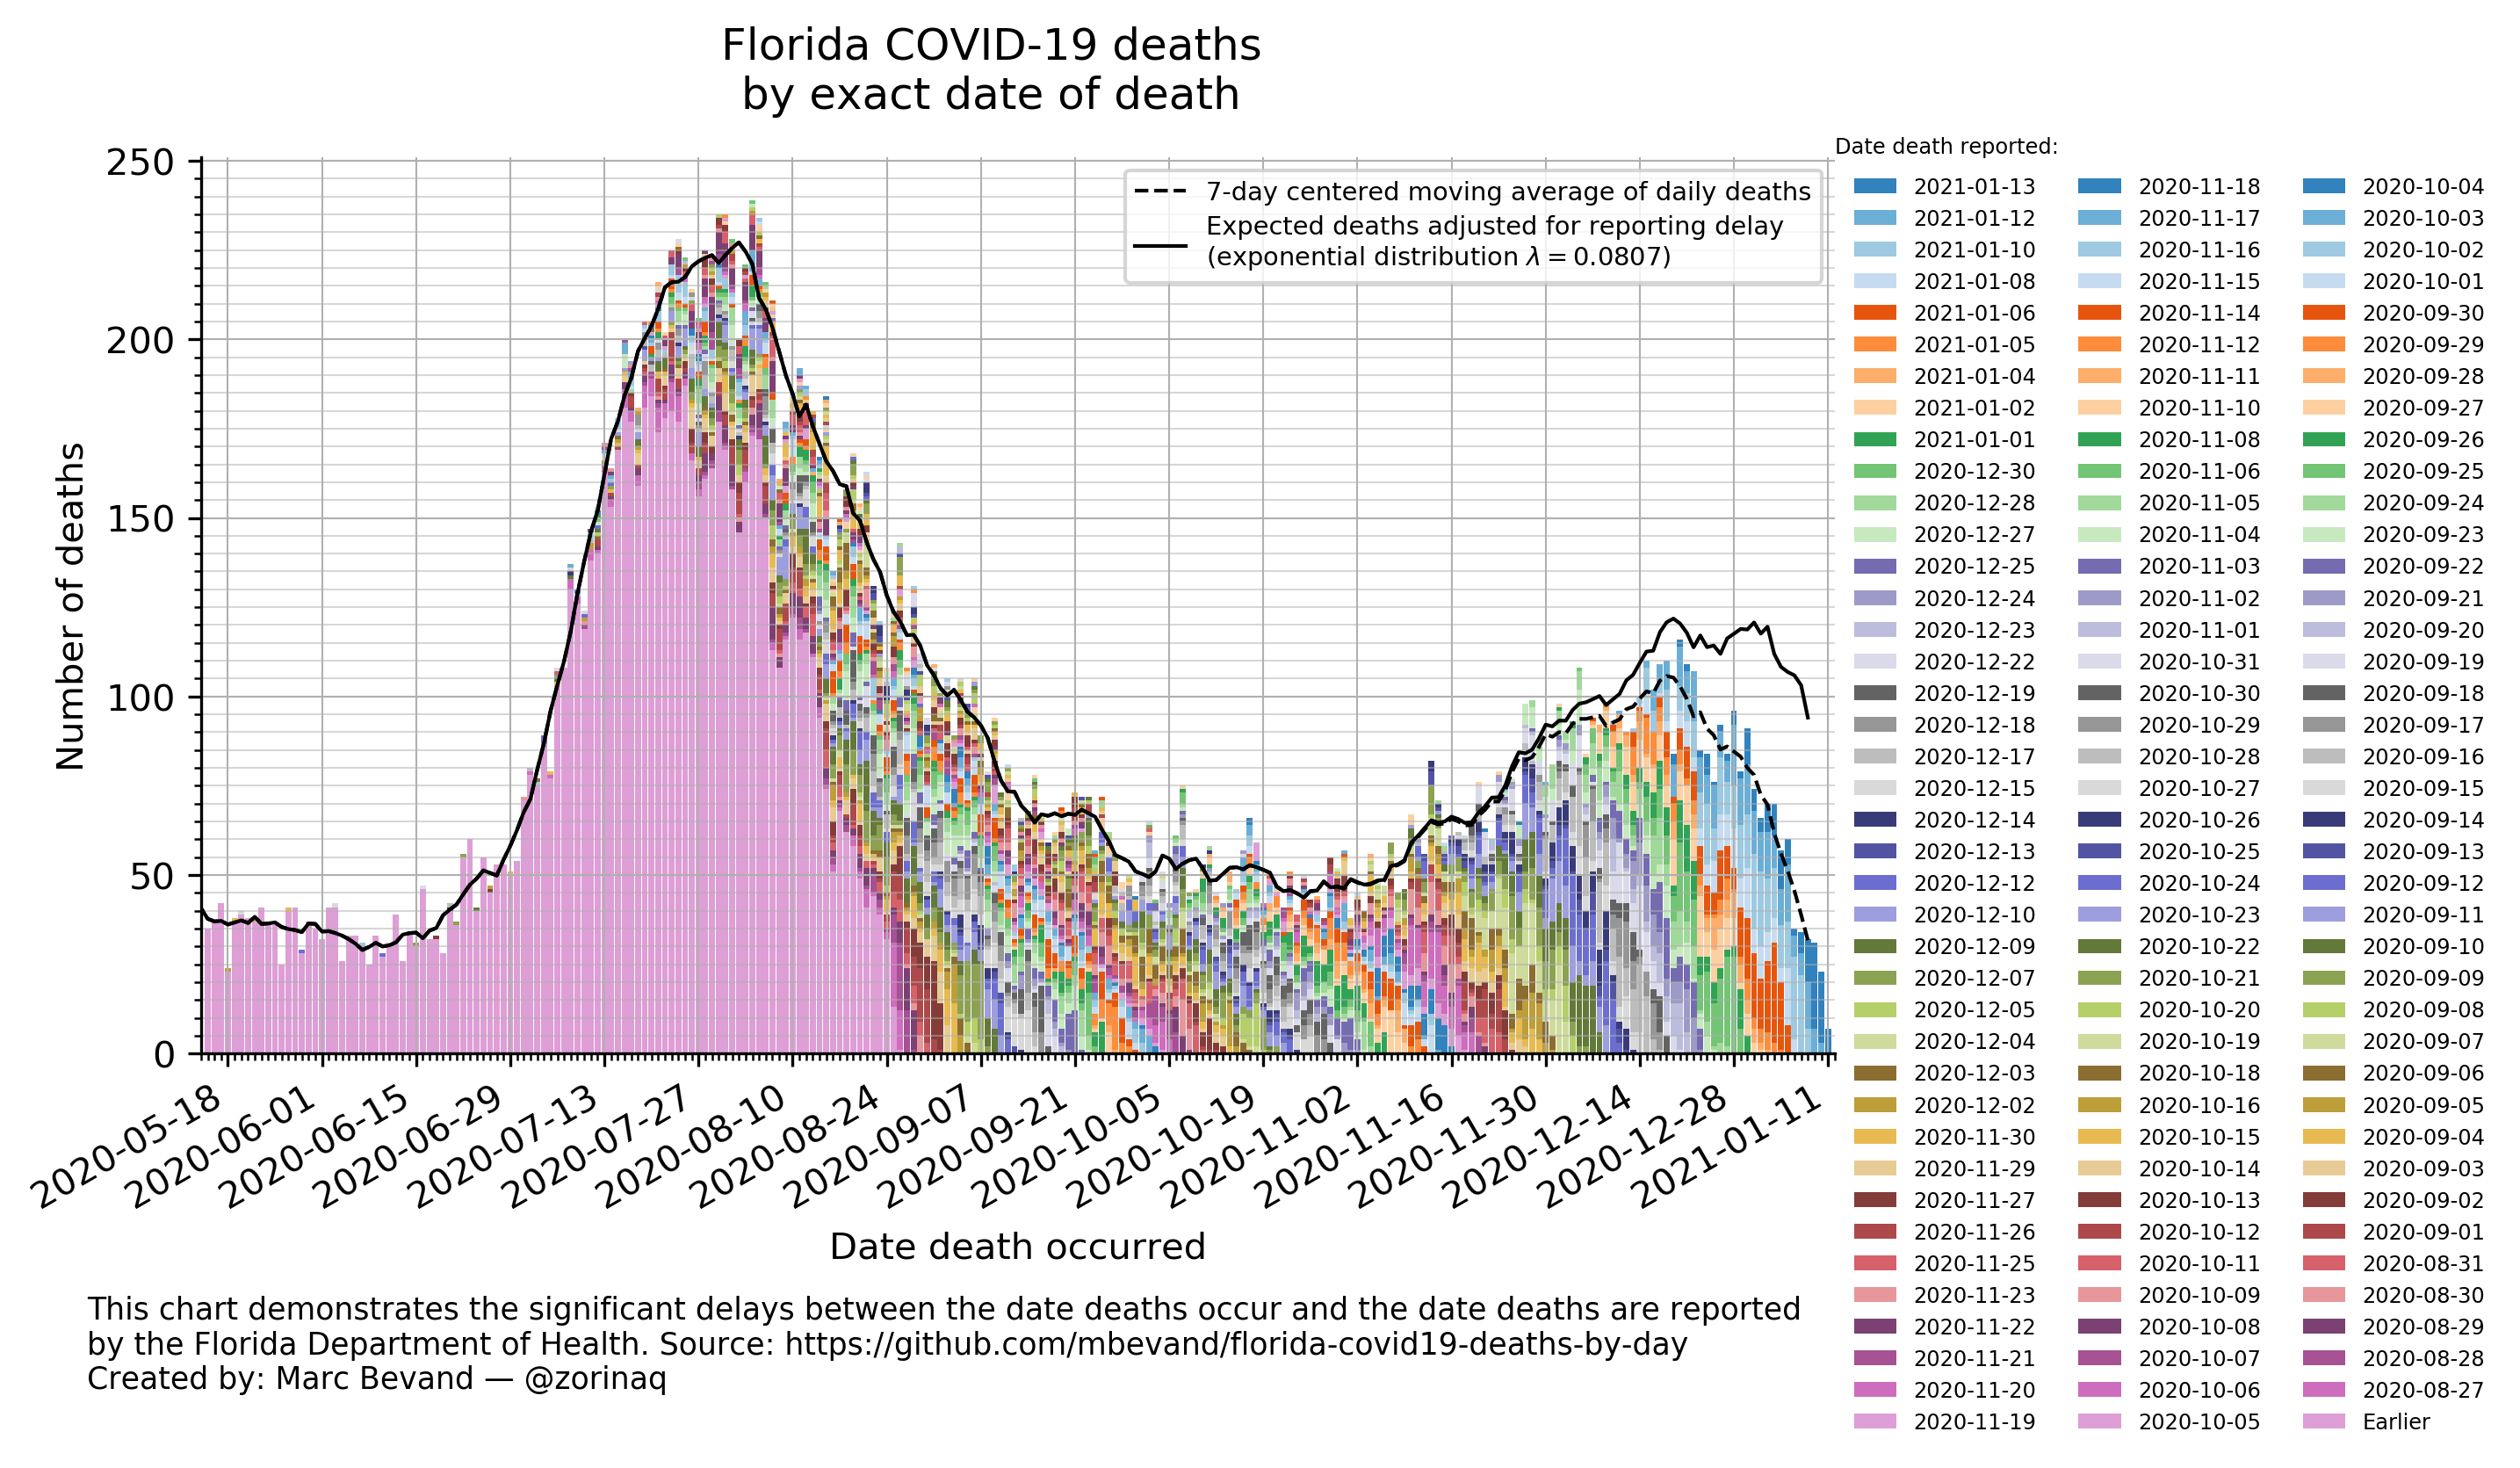 Florida COVID-19 deaths
by exact date of death
Number of deaths
250
200
150
100
50
0
7-day centered moving average of daily deaths
Expected deaths adjusted for reporting delay
(exponential distribution λ = 0.0807)
2020-05-18
2020-06-01
2020-06-15
2020-06-29
2020-07-13
2020-07-27
2020-08-10
2020-08-24
2020-09-07
2020-09-21
2020-10-05
2020-10-19
2020-11-02
2020-11-16
2020-11-30
2020-12-14
2020-12-28
2021-01-11
Date death occurred
Date death reported:
2021-01-13 2020-11-18 2020-10-04
2021-01-12 2020-11-17 2020-10-03
2021-01-10 2020-11-16 2020-10-02
2021-01-08 2020-11-15 2020-10-01
2021-01-06 2020-11-14 2020-09-30
2021-01-05 2020-11-12 2020-09-29
2021-01-04 2020-11-11 2020-09-28
2021-01-02 2020-11-10 2020-09-27
2021-01-01 2020-11-08 2020-09-26
2020-12-30 2020-11-06 2020-09-25
2020-12-28 2020-11-05 2020-09-24
2020-12-27 2020-11-04 2020-09-23
2020-12-25 2020-11-03 2020-09-22
2020-12-24 2020-11-02 2020-09-21
2020-12-23 2020-11-01 2020-09-20
2020-12-22 2020-10-31 2020-09-19
2020-12-19 2020-10-30 2020-09-18
2020-12-18 2020-10-29 2020-09-17
2020-12-17 2020-10-28 2020-09-16
2020-12-15 2020-10-27 2020-09-15
2020-12-14 2020-10-26 2020-09-14
2020-12-13 2020-10-25 2020-09-13
2020-12-12 2020-10-24 2020-09-12
2020-12-10 2020-10-23 2020-09-11
2020-12-09 2020-10-22 2020-09-10
2020-12-07 2020-10-21 2020-09-09
2020-12-05 2020-10-20 2020-09-08
2020-12-04 2020-10-19 2020-09-07
2020-12-03 2020-10-18 2020-09-06
2020-12-02 2020-10-16 2020-09-05
2020-11-30 2020-10-15 2020-09-04
2020-11-29 2020-10-14 2020-09-03
2020-11-27 2020-10-13 2020-09-02
2020-11-26 2020-10-12 2020-09-01
2020-11-25 2020-10-11 2020-08-31
2020-11-23 2020-10-09 2020-08-30
2020-11-22 2020-10-08 2020-08-29
2020-11-21 2020-10-07 2020-08-28
2020-11-20 2020-10-06 2020-08-27
2020-11-19 2020-10-05 Earlier
This chart demonstrates the significant delays between the date deaths occur and the date deaths are reported
by the Florida Department of Health. Source: https://github.com/mbevand/florida-covid19-deaths-by-day
Created by: Marc Bevand — @zorinaq